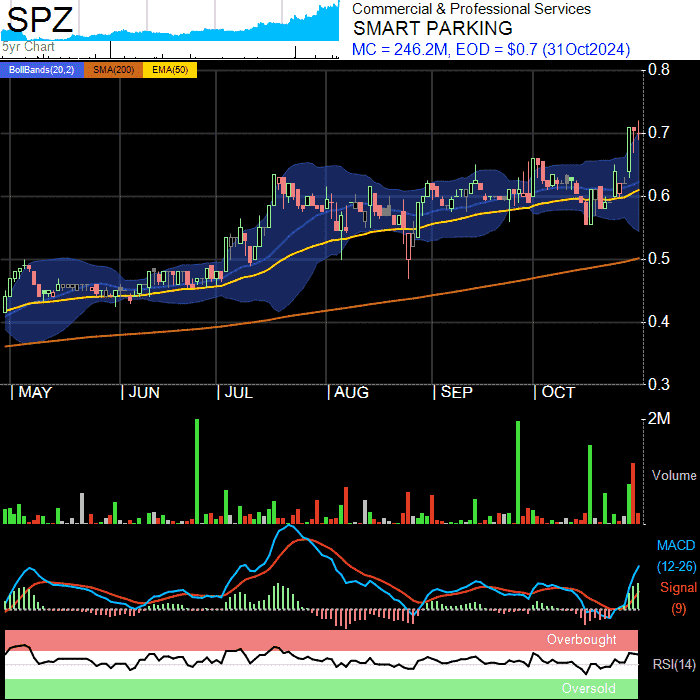 SPZ
5yr Chart
Commercial & Professional Services
SMART PARKING
MC = 246.2M, EOD = $0.7 (31Oct2024)
BollBands(20,2) SMA(200) EMA(50)
0.8
0.7
0.6
0.5
0.4
0.3
MAY JUN JUL AUG SEP OCT
2M
Volume
MACD
(12-26)
Signal
(9)
Overbought
RSI(14)
Oversold